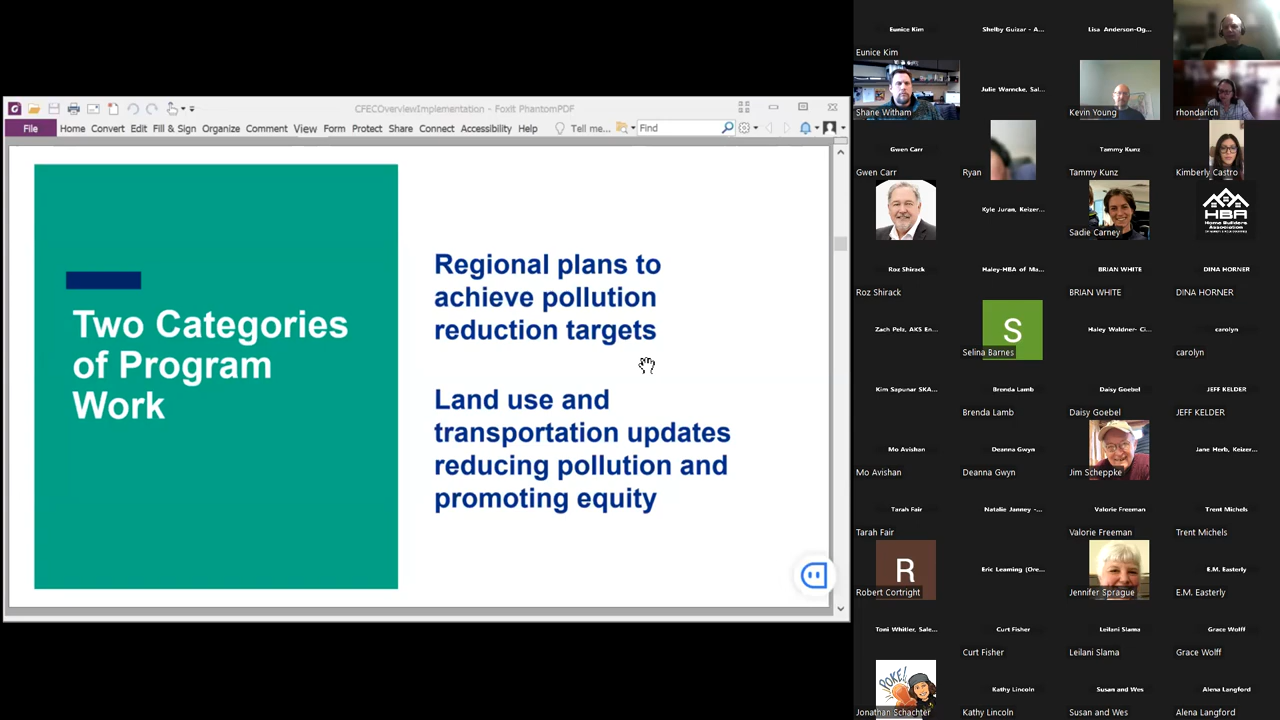 CFECOverviewImplementation - Foxit PhantomPDF
File Home Convert Edit Fill & Sign Organize Comment View Form Protect Share Connect Accessibility Help Tell me... Find
Two Categories
of Program
Work
Regional plans to
achieve pollution
reduction targets
Land use and
transportation updates
reducing pollution and
promoting equity
Eunice Kim
Shelby Guizar - A...
Lisa Anderson-Og...
Eunice Kim
Shane Witham
Julie Warncke, Sal...
Kevin Young
rhondarich
Gwen Carr
Tammy Kunz
Gwen Carr
Ryan
Tammy Kunz
Kimberly Castro
Kyle Juran, Keizer...
Sadie Carney
HBA
Home Builders
Association
Roz Shirack
Haley-HBA of Ma...
BRIAN WHITE
DINA HORNER
Roz Shirack
BRIAN WHITE
DINA HORNER
Zach Pelz, AKS En...
S
Selina Barnes
Haley Waldner- Ci...
carolyn
carolyn
Kim Sapunar SKA...
Brenda Lamb
Daisy Goebel
JEFF KELDER
Brenda Lamb
Daisy Goebel
JEFF KELDER
Mo Avishan
Deanna Gwyn
Jane Herb, Keizer...
Mo Avishan
Deanna Gwyn
Jim Scheppke
Tarah Fair
Natalie Janney -...
Valorie Freeman
Trent Michels
Tarah Fair
Valorie Freeman
Trent Michels
R
Robert Cortright
Eric Leaming (Ore...
Jennifer Sprague
E.M. Easterly
E.M. Easterly
Toni Whitler, Sale...
Curt Fisher
Leilani Slama
Grace Wolff
Curt Fisher
Leilani Slama
Grace Wolff
POKE!
Jonathan Schachter
Kathy Lincoln
Susan and Wes
Alena Langford
Kathy Lincoln
Susan and Wes
Alena Langford